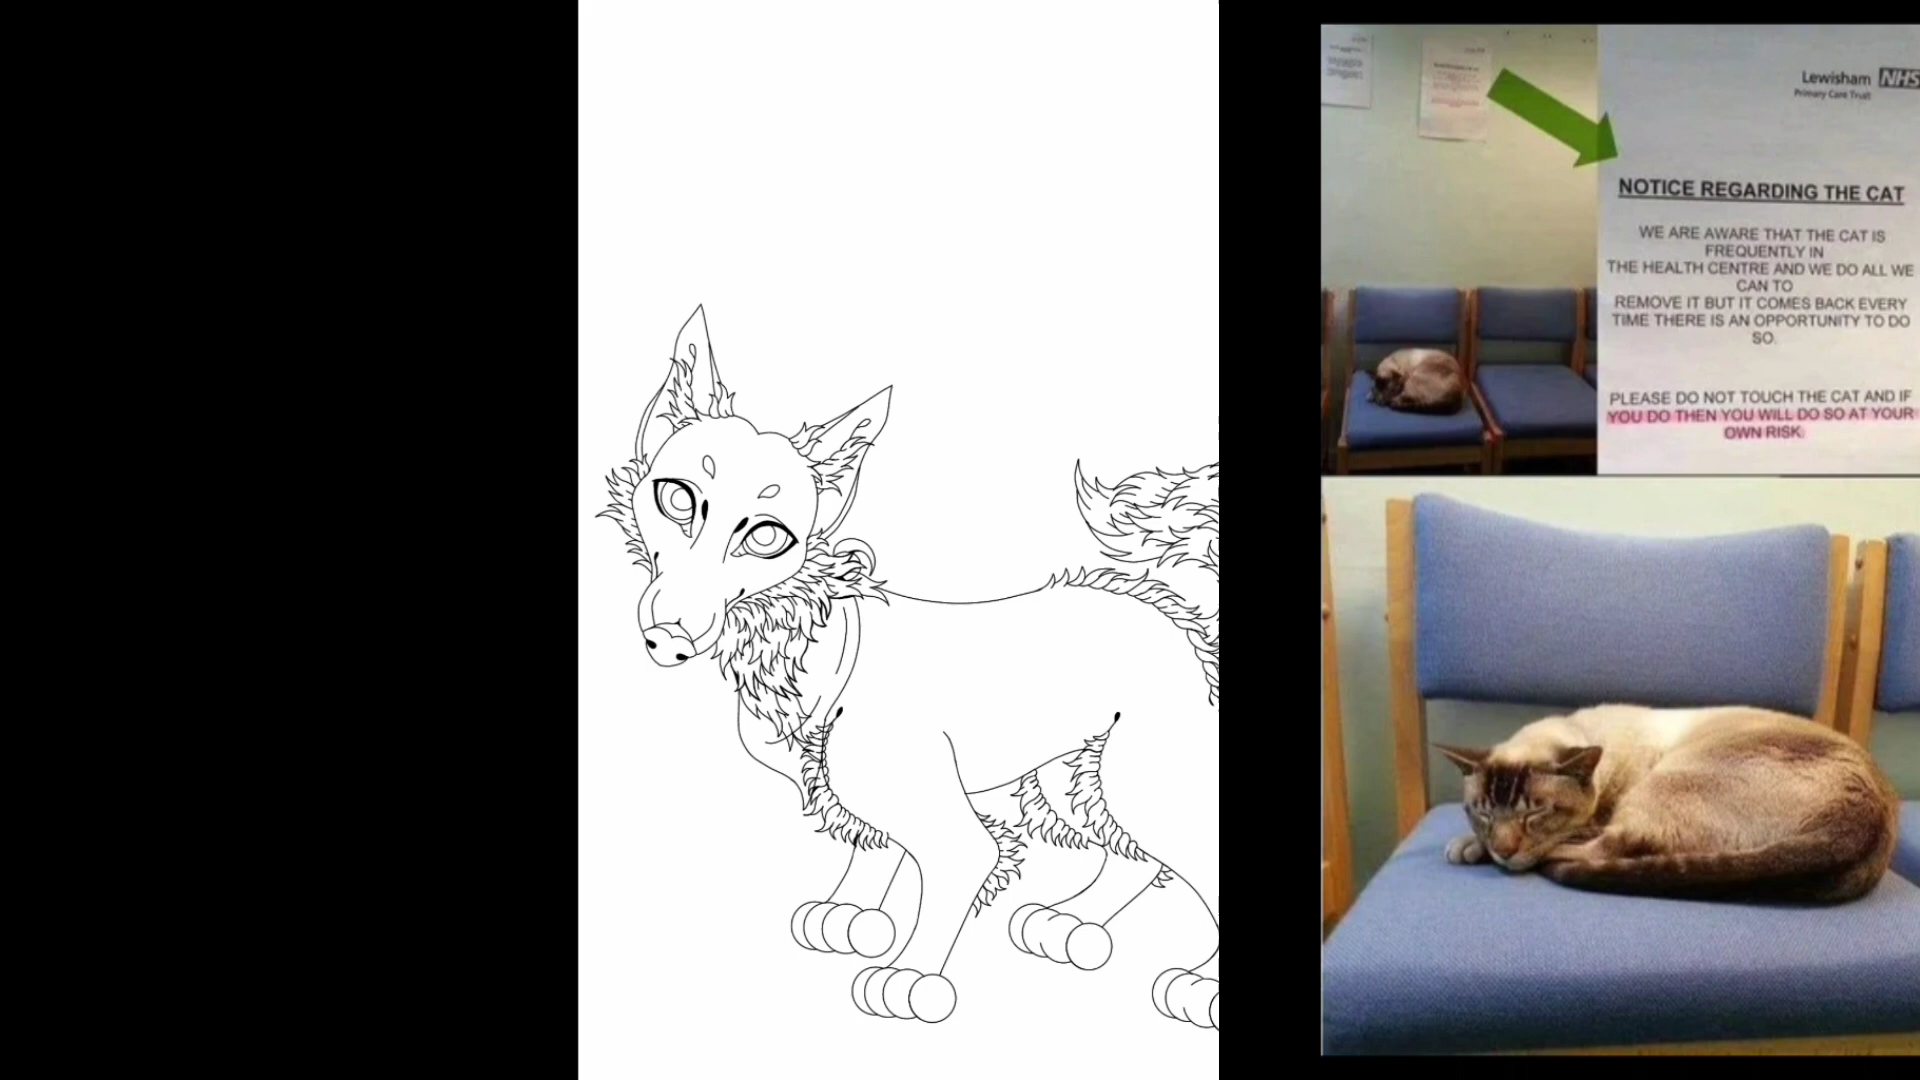 Lewisham NHS
Primary Care Trust
NOTICE REGARDING THE CAT
WE ARE AWARE THAT THE CAT IS
FREQUENTLY IN
THE HEALTH CENTRE AND WE DO ALL WE
CAN TO
REMOVE IT BUT IT COMES BACK EVERY
TIME THERE IS AN OPPORTUNITY TO DO
SO.
PLEASE DO NOT TOUCH THE CAT AND IF
YOU DO THEN YOU WILL DO SO AT YOUR
OWN RISK.